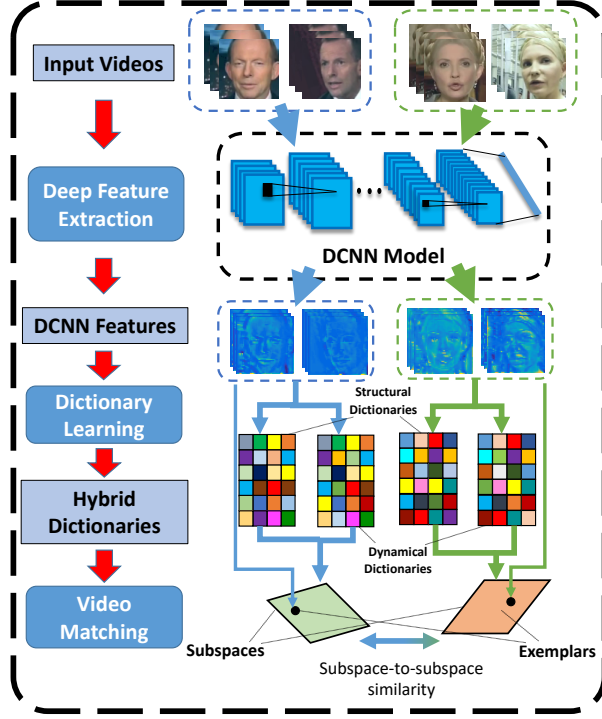 Input Videos
Deep Feature
Extraction
DCNN Model
DCNN Features
Structural
Dictionaries
Dictionary
Learning
Hybrid
Dictionaries
Dynamical
Dictionaries
Video
Matching
Subspaces
Exemplars
Subspace-to-subspace
similarity